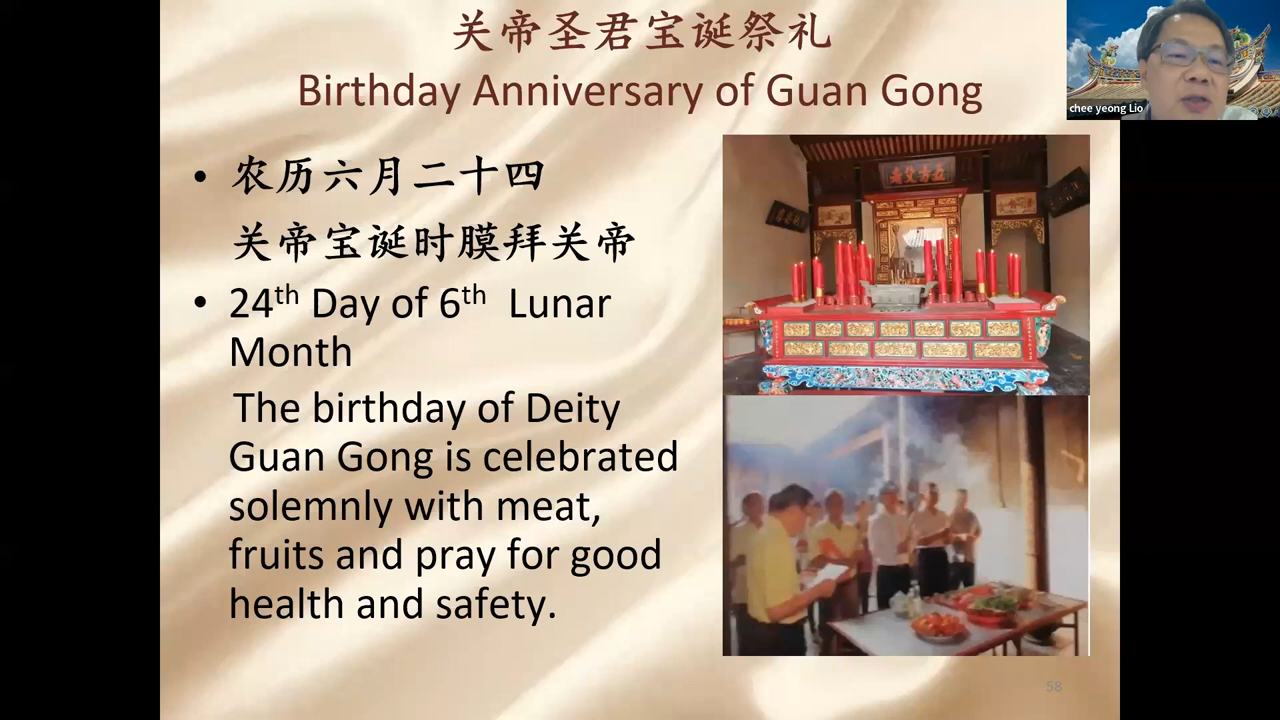 关帝圣君宝诞祭礼
Birthday Anniversary of Guan Gong
chee yeong Lio
• 农历六月二十四
关帝宝诞时膜拜关帝
• 24th Day of 6th Lunar
Month
The birthday of Deity
Guan Gong is celebrated
solemnly with meat,
fruits and pray for good
health and safety.
58